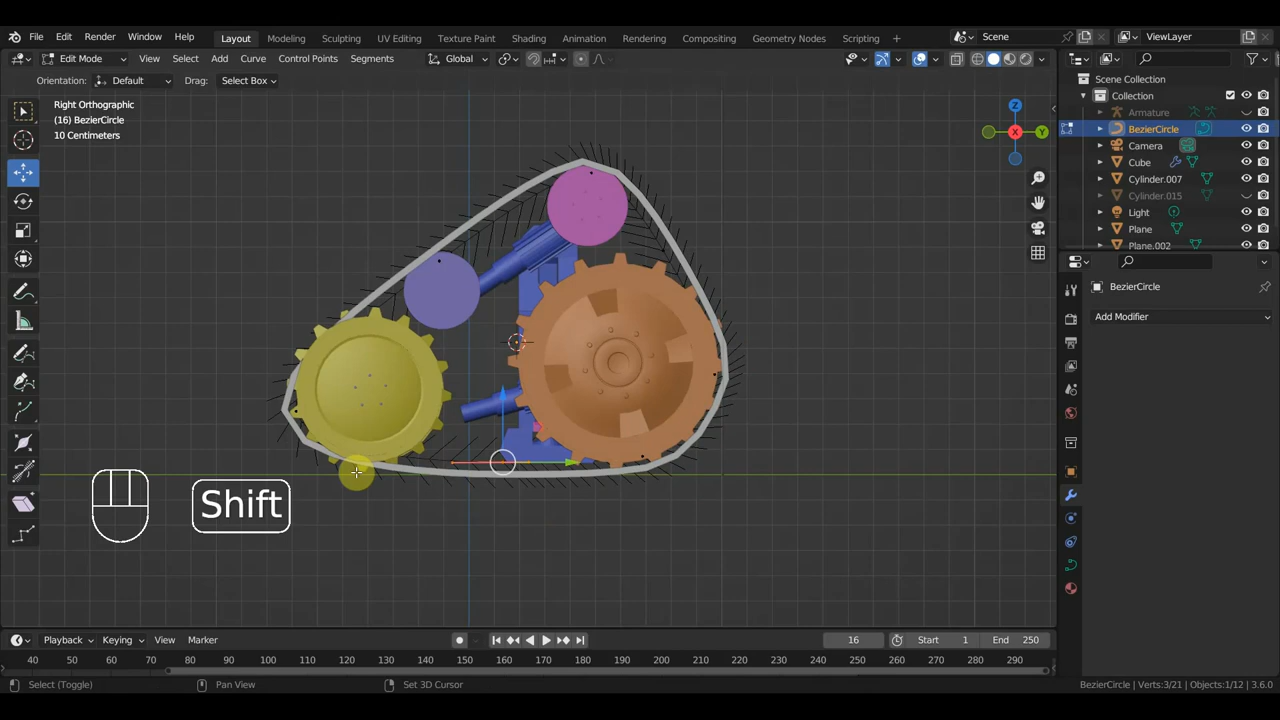 File Edit Render Window Help Layout Modeling Sculpting UV Editing Texture Paint Shading Animation Rendering Compositing Geometry Nodes Scripting + Scene ViewLayer
Edit Mode View Select Add Curve Control Points Segments Global
Orientation: Default Drag: Select Box
Right Orthographic
(16) BezierCircle
10 Centimeters
Z
Y
X
Scene Collection
Collection
Armature
BezierCircle
Camera
Cube
Cylinder.007
Cylinder.015
Light
Plane
Plane.002
BezierCircle
Add Modifier
Shift
Playback Keying View Marker 16 Start 1 End 250
40 50 60 70 80 90 100 110 120 130 140 150 160 170 180 190 200 210 220 230 240 250 260 270 280 290
Select (Toggle) Pan View Set 3D Cursor BezierCircle | Verts:3/21 | Objects:1/12 | 3.6.0